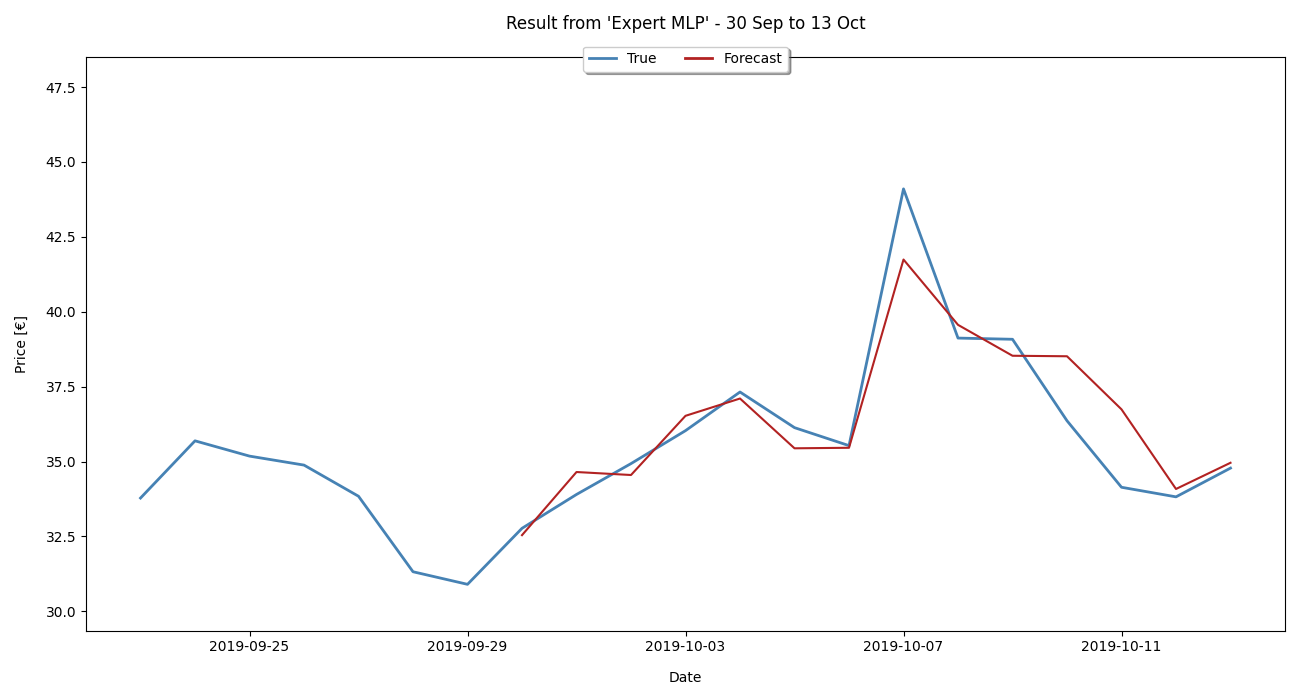 Result from 'Expert MLP' - 30 Sep to 13 Oct
True Forecast
47.5
45.0
42.5
40.0
37.5
35.0
32.5
30.0
Price [€]
2019-09-25 2019-09-29 2019-10-03 2019-10-07 2019-10-11
Date